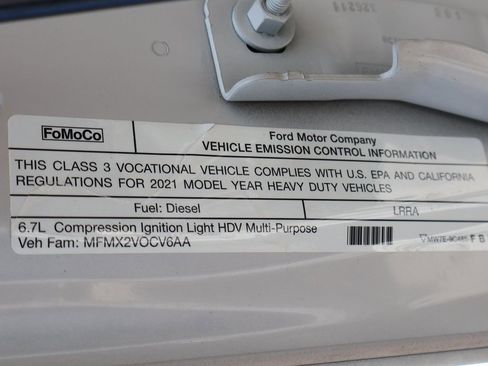 FoMoCo
Ford Motor Company
VEHICLE EMISSION CONTROL INFORMATION
THIS CLASS 3 VOCATIONAL VEHICLE COMPLIES WITH U.S. EPA AND CALIFORNIA
REGULATIONS FOR 2021 MODEL YEAR HEAVY DUTY VEHICLES
Fuel: Diesel
LRRA
6.7L Compression Ignition Light HDV Multi-Purpose
Veh Fam: MFMX2VOCV6AA
F B